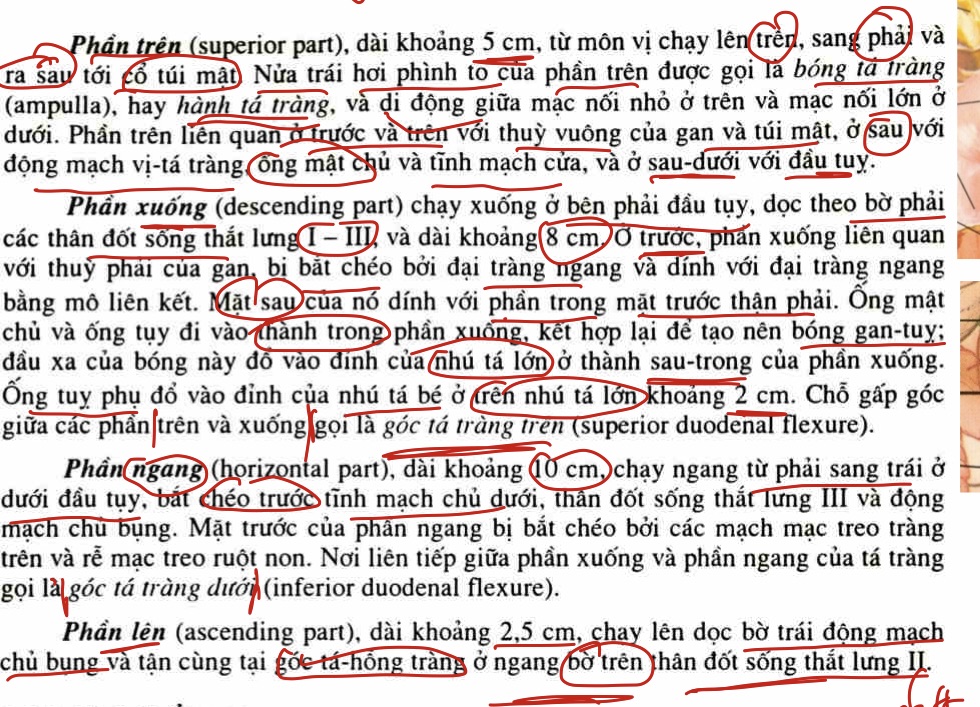 Phần trên (superior part), dài khoảng 5 cm, từ môn vị chạy lên trên, sang phải và
ra sau tới cổ túi mật. Nửa trái hơi phình to của phần trên được gọi là bóng tá tràng
(ampulla), hay hành tá tràng, và di động giữa mạc nối nhỏ ở trên và mạc nối lớn ở
dưới. Phần trên liên quan ở trước và trên với thuỳ vuông của gan và túi mật, ở sau với
động mạch vị-tá tràng, ống mật chủ và tĩnh mạch cửa, và ở sau-dưới với đầu tuỵ.
Phần xuống (descending part) chạy xuống ở bên phải đầu tuỵ, dọc theo bờ phải
các thân đốt sống thắt lưng I – III, và dài khoảng 8 cm. Ở trước, phần xuống liên quan
với thuỳ phải của gan, bị bắt chéo bởi đại tràng ngang và dính với đại tràng ngang
bằng mô liên kết. Mặt sau của nó dính với phần trong mặt trước thận phải. Ống mật
chủ và ống tụy đi vào thành trong phần xuống, kết hợp lại để tạo nên bóng gan-tuỵ;
đầu xa của bóng này đổ vào đỉnh của nhú tá lớn ở thành sau-trong của phần xuống.
Ống tuỵ phụ đổ vào đỉnh của nhú tá bé ở trên nhú tá lớn khoảng 2 cm. Chỗ gấp góc
giữa các phần trên và xuống gọi là góc tá tràng trên (superior duodenal flexure).
Phần ngang (horizontal part), dài khoảng 10 cm, chạy ngang từ phải sang trái ở
dưới đầu tụy, bắt chéo trước tĩnh mạch chủ dưới, thân đốt sống thắt lưng III và động
mạch chủ bụng. Mặt trước của phần ngang bị bắt chéo bởi các mạch mạc treo tràng
trên và rễ mạc treo ruột non. Nơi liên tiếp giữa phần xuống và phần ngang của tá tràng
gọi là góc tá tràng dưới (inferior duodenal flexure).
Phần lên (ascending part), dài khoảng 2,5 cm, chạy lên dọc bờ trái động mạch
chủ bụng và tận cùng tại góc tá-hỗng tràng ở ngang bờ trên thân đốt sống thắt lưng II.